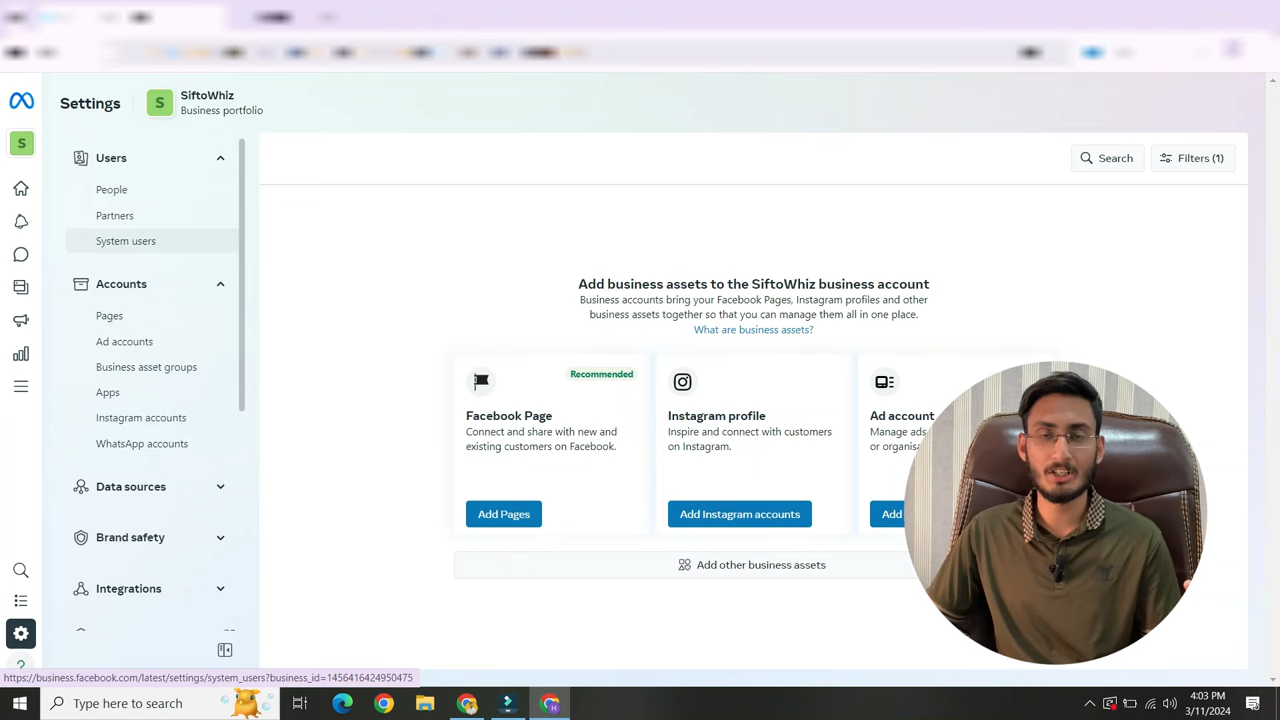 Settings
S
SiftoWhiz
Business portfolio
S
Users
People
Partners
System users
Accounts
Pages
Ad accounts
Business asset groups
Apps
Instagram accounts
WhatsApp accounts
Data sources
Brand safety
Integrations
Search
Filters (1)
Add business assets to the SiftoWhiz business account
Business accounts bring your Facebook Pages, Instagram profiles and other
business assets together so that you can manage them all in one place.
What are business assets?
Recommended
Facebook Page
Connect and share with new and
existing customers on Facebook.
Add Pages
Instagram profile
Inspire and connect with customers
on Instagram.
Add Instagram accounts
Ad account
Manage ads
or organisa
Add
Add other business assets
https://business.facebook.com/latest/settings/system_users?business_id=1456416424950475
Type here to search
4:03 PM
3/11/2024